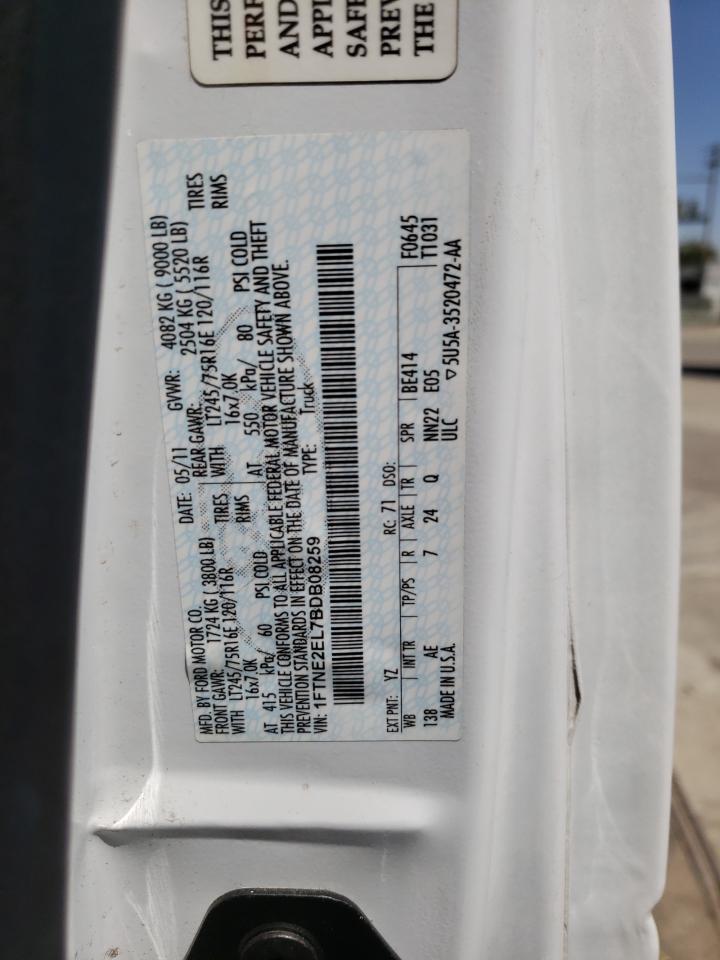 THIS
PERF
AND
APPL
SAFE
PREV
THE
MFD. BY FORD MOTOR CO.
DATE: 05/11 GVWR: 4082 KG ( 9000 LB)
FRONT GAWR: 1724 KG ( 3800 LB) REAR GAWR: 2504 KG ( 5520 LB)
WITH LT245/75R16E 120/116R TIRES WITH LT245/75R16E 120/116R TIRES
16x7.0K RIMS 16x7.0K RIMS
AT 415 kPa/ 60 PSI COLD AT 550 kPa/ 80 PSI COLD
THIS VEHICLE CONFORMS TO ALL APPLICABLE FEDERAL MOTOR VEHICLE SAFETY AND THEFT
PREVENTION STANDARDS IN EFFECT ON THE DATE OF MANUFACTURE SHOWN ABOVE.
VIN: 1FTNE2EL7BDB08259 TYPE: Truck
F0645
T1031
EXT PNT: YZ RC: 71 DSO:
WB INT TR TP/PS R AXLE TR SPR BE414
138 AE 7 24 Q NN22 E05
MADE IN U.S.A. ULC ▽5U5A-3520472-AA